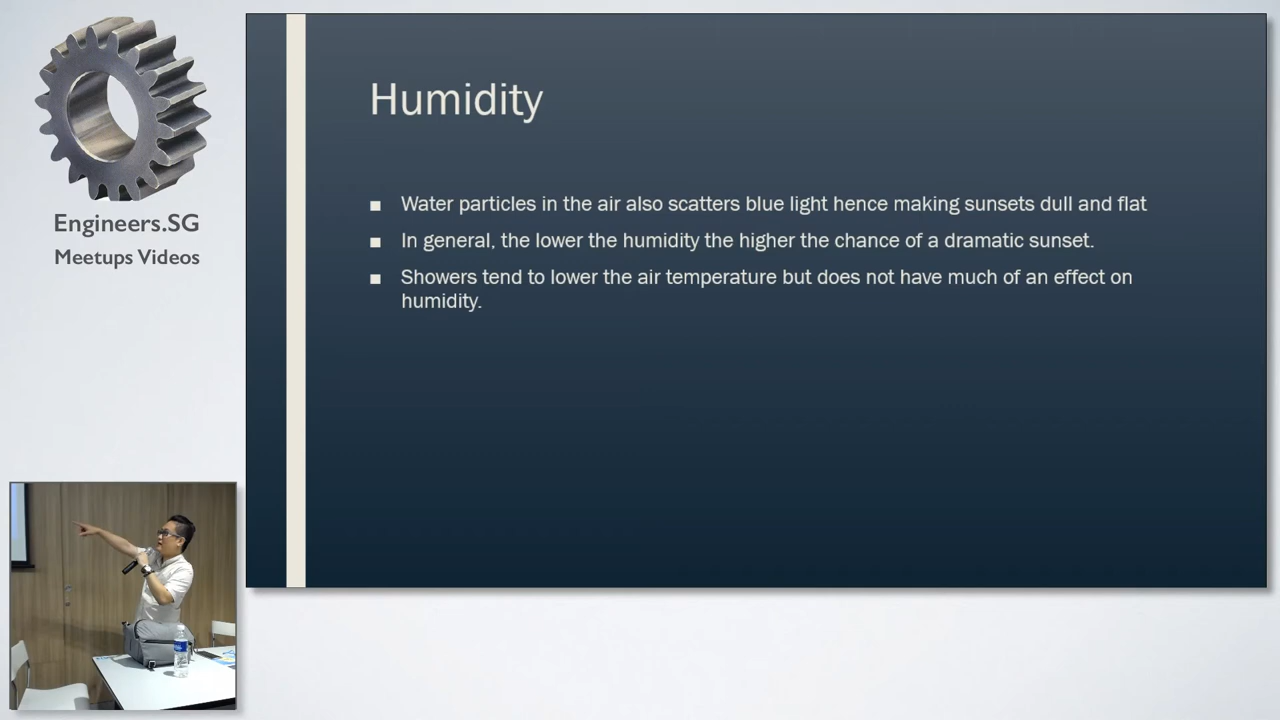 Engineers.SG
Meetups Videos
Humidity
Water particles in the air also scatters blue light hence making sunsets dull and flat
In general, the lower the humidity the higher the chance of a dramatic sunset.
Showers tend to lower the air temperature but does not have much of an effect on
humidity.